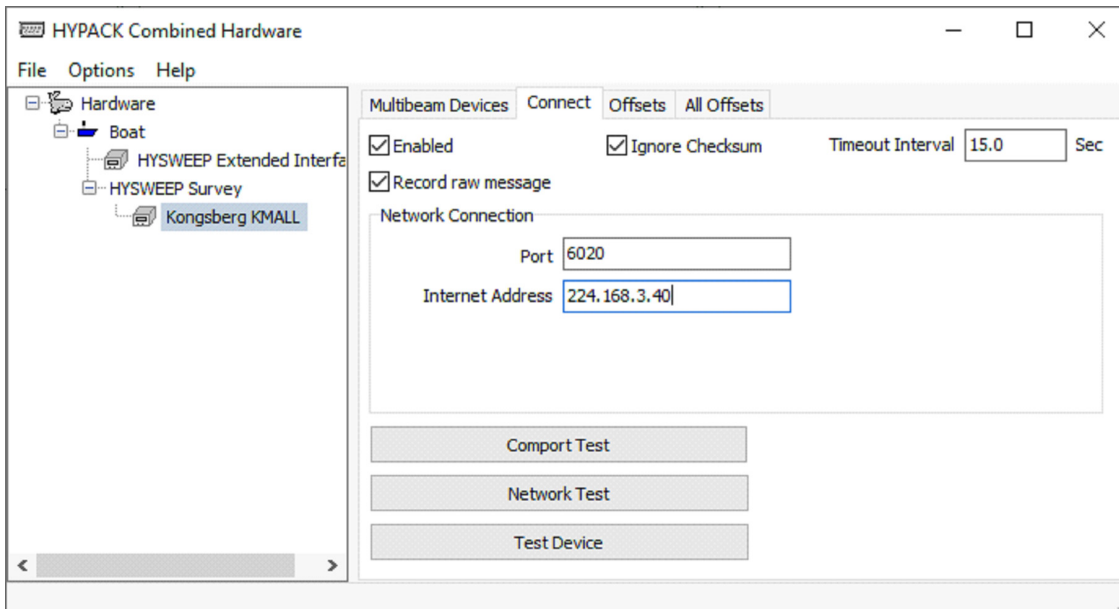 HYPACK Combined Hardware
File Options Help
Hardware
Boat
HYSWEEP Extended Interfa
HYSWEEP Survey
Kongsberg KMALL
Multibeam Devices Connect Offsets All Offsets
Enabled Ignore Checksum Timeout Interval 15.0 Sec
Record raw message
Network Connection
Port 6020
Internet Address 224.168.3.40
Comport Test
Network Test
Test Device